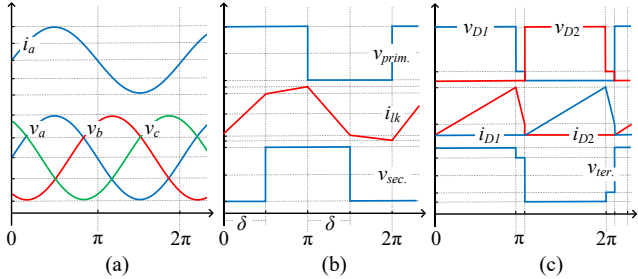 i_a
v_a v_b v_c
0 π 2π
(a)
v_prim.
i_lk
v_sec.
0 δ π δ 2π
(b)
v_D1 v_D2
i_D1 i_D2
v_ter.
0 π 2π
(c)